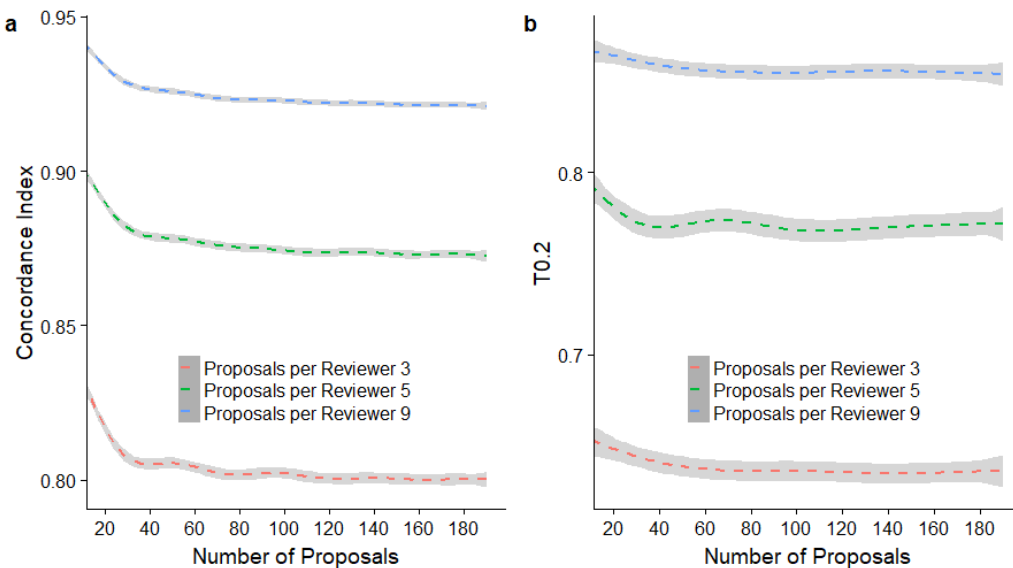 a
Concordance Index
0.95
0.90
0.85
0.80
Proposals per Reviewer 3
Proposals per Reviewer 5
Proposals per Reviewer 9
20 40 60 80 100 120 140 160 180
Number of Proposals
b
T0.2
0.8
0.7
Proposals per Reviewer 3
Proposals per Reviewer 5
Proposals per Reviewer 9
20 40 60 80 100 120 140 160 180
Number of Proposals